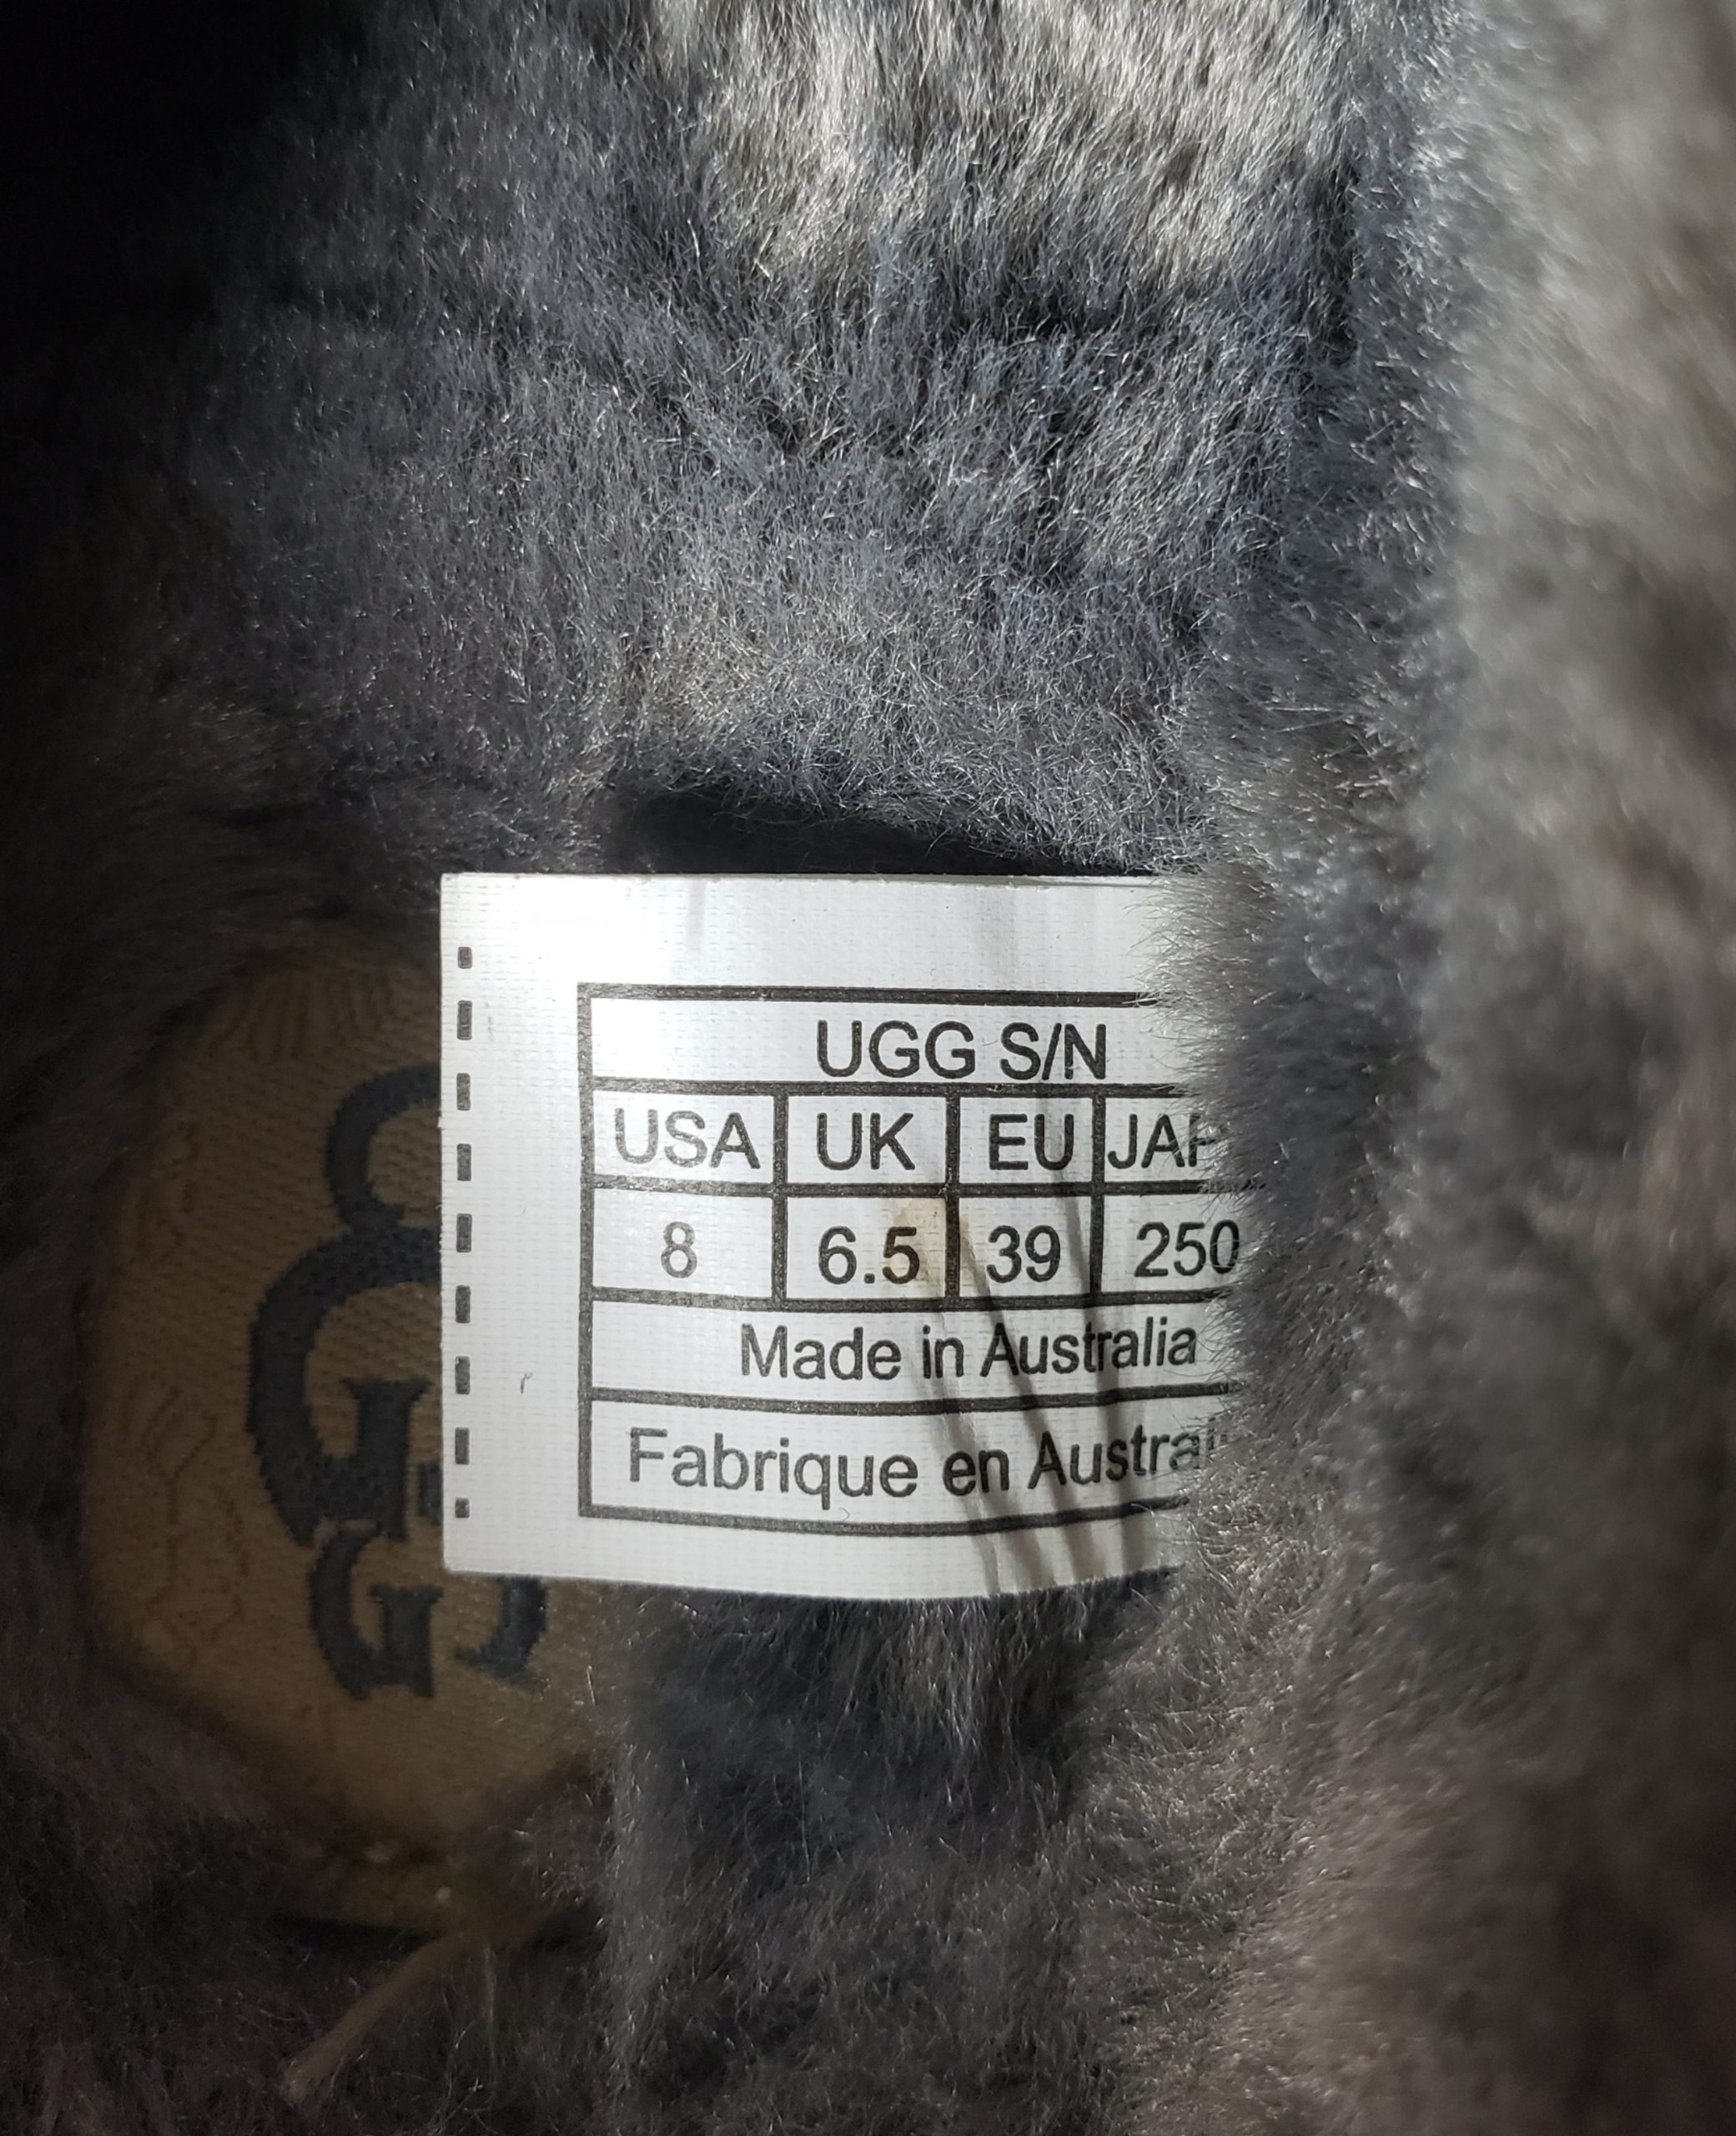 UGG S/N
USA UK EU
8 6.5 39 250
Made in Australia
Fabrique en